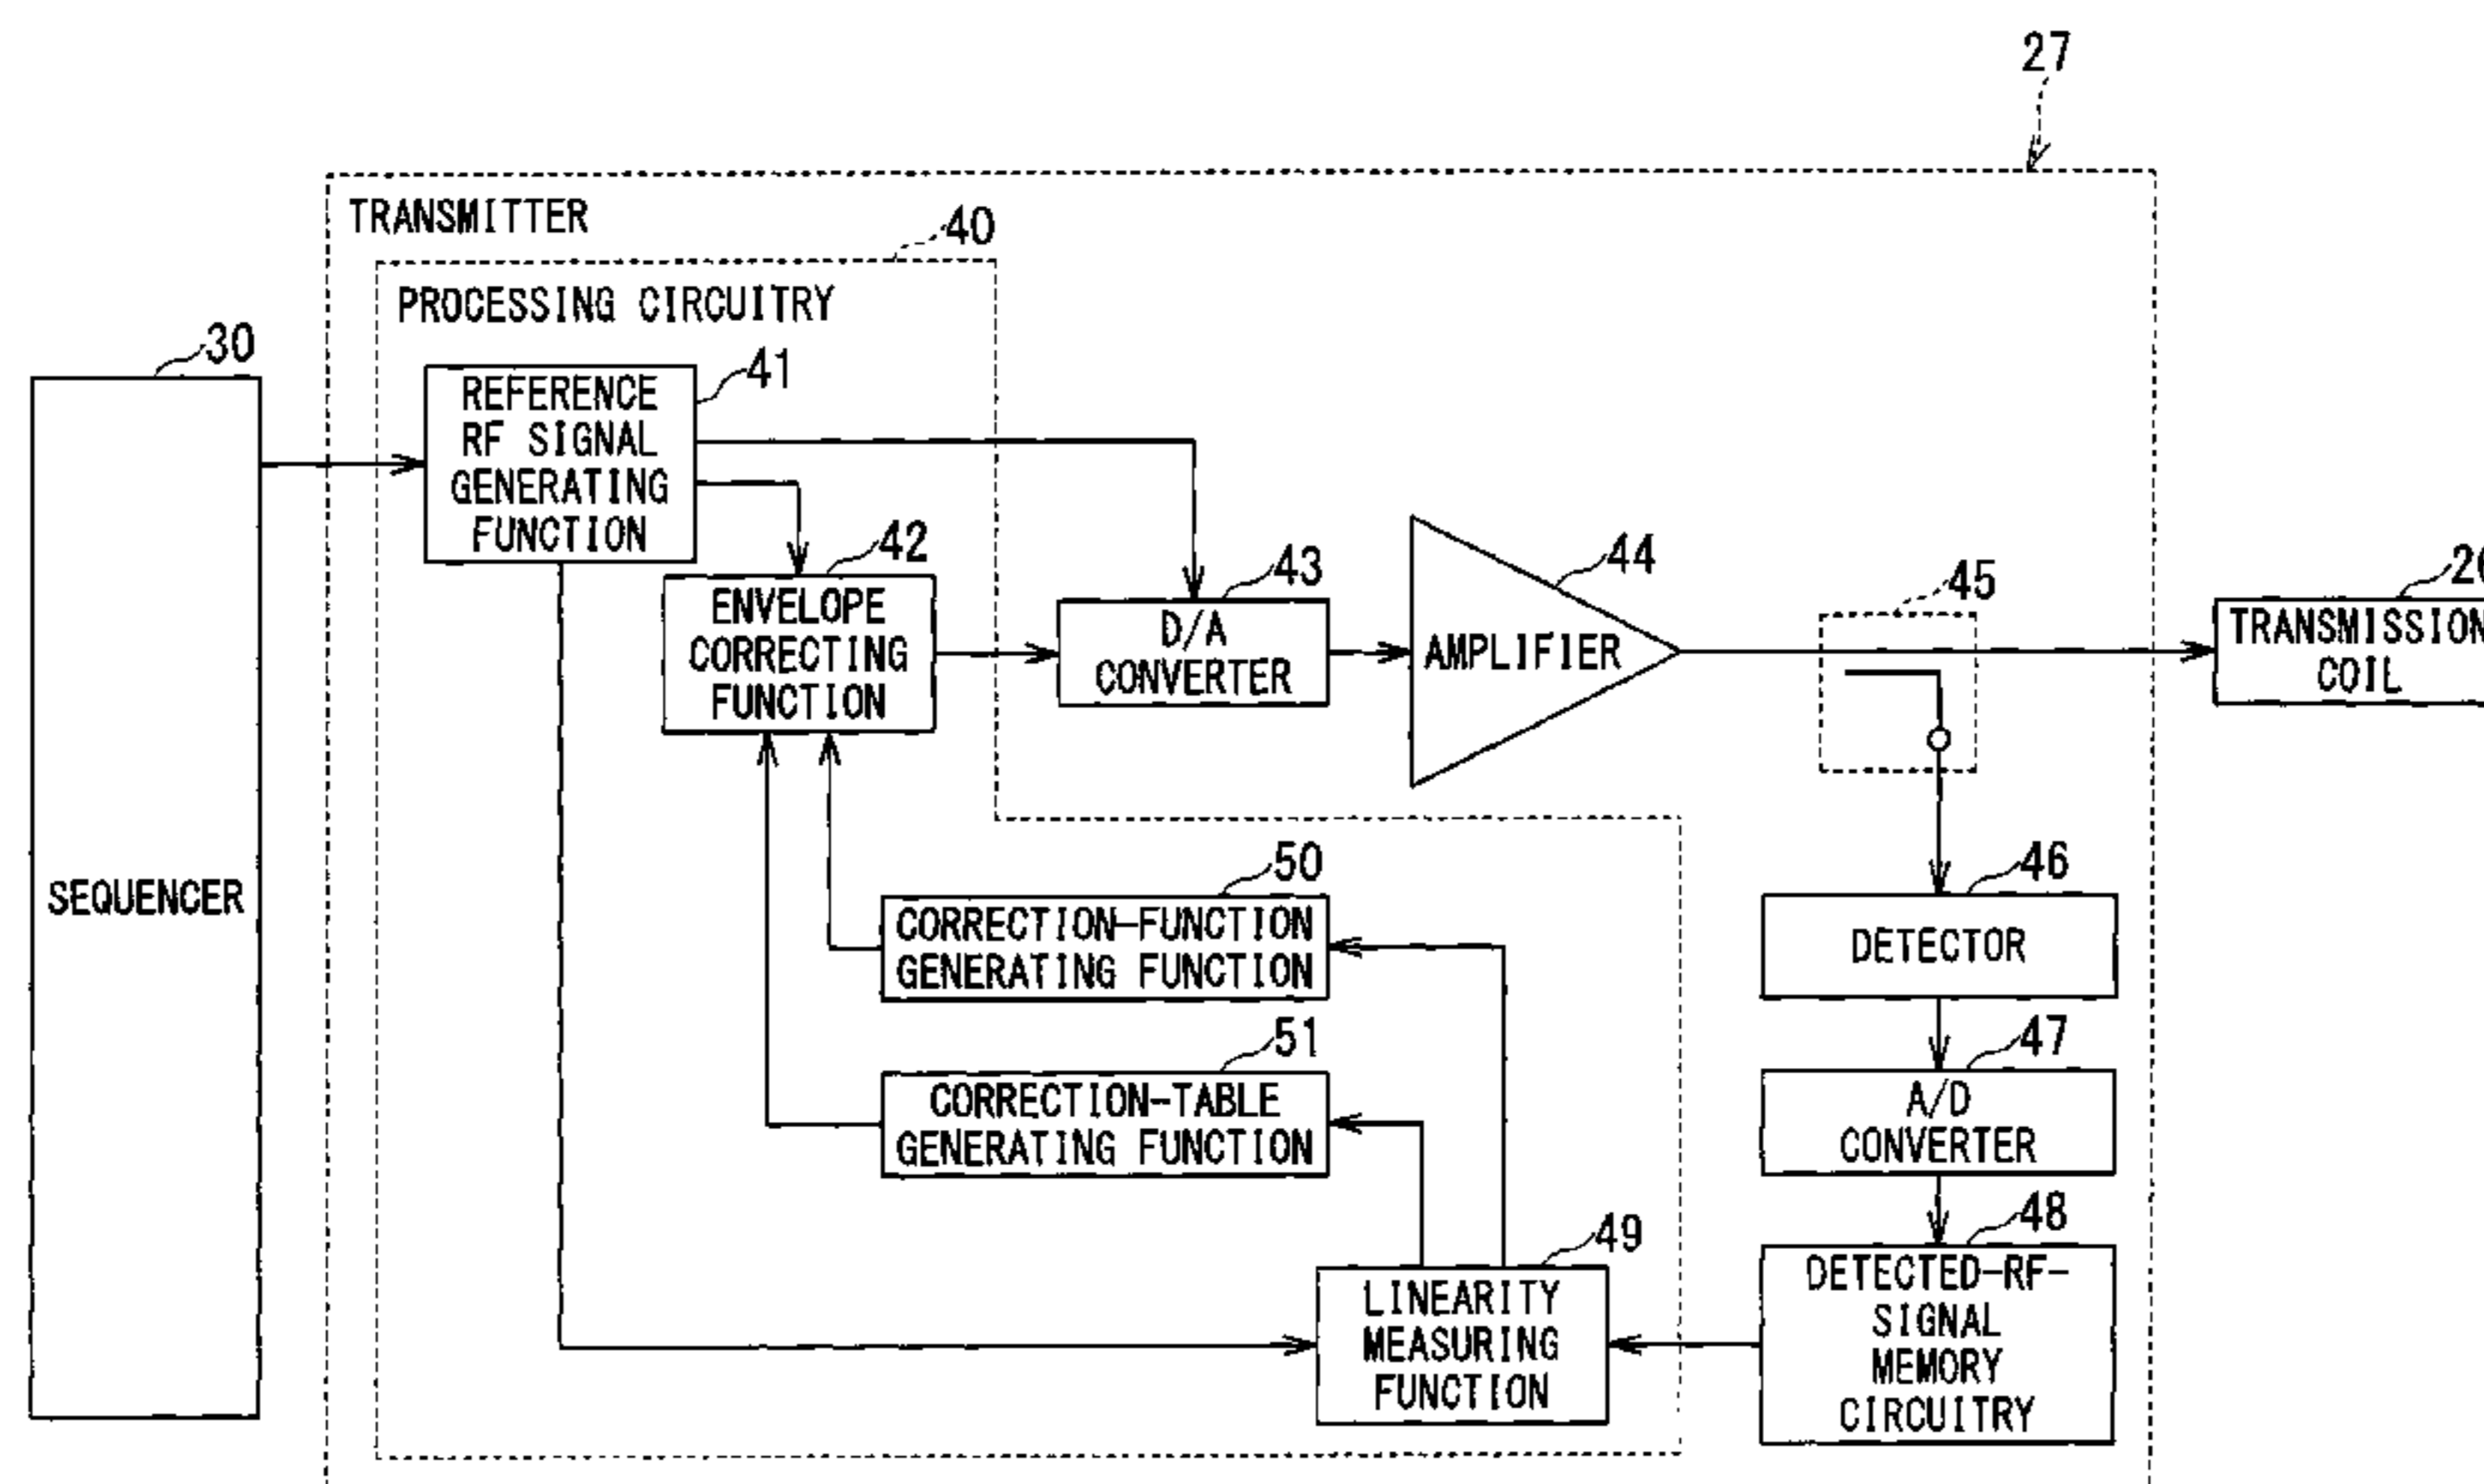 27
TRANSMITTER
40
PROCESSING CIRCUITRY
30
SEQUENCER
41
REFERENCE
RF SIGNAL
GENERATING
FUNCTION
42
ENVELOPE
CORRECTING
FUNCTION
43
D/A
CONVERTER
44
AMPLIFIER
45
TRANSMISSION
COIL
46
DETECTOR
50
CORRECTION-FUNCTION
GENERATING FUNCTION
47
A/D
CONVERTER
51
CORRECTION-TABLE
GENERATING FUNCTION
48
DETECTED-RF-
SIGNAL
MEMORY
CIRCUITRY
49
LINEARITY
MEASURING
FUNCTION